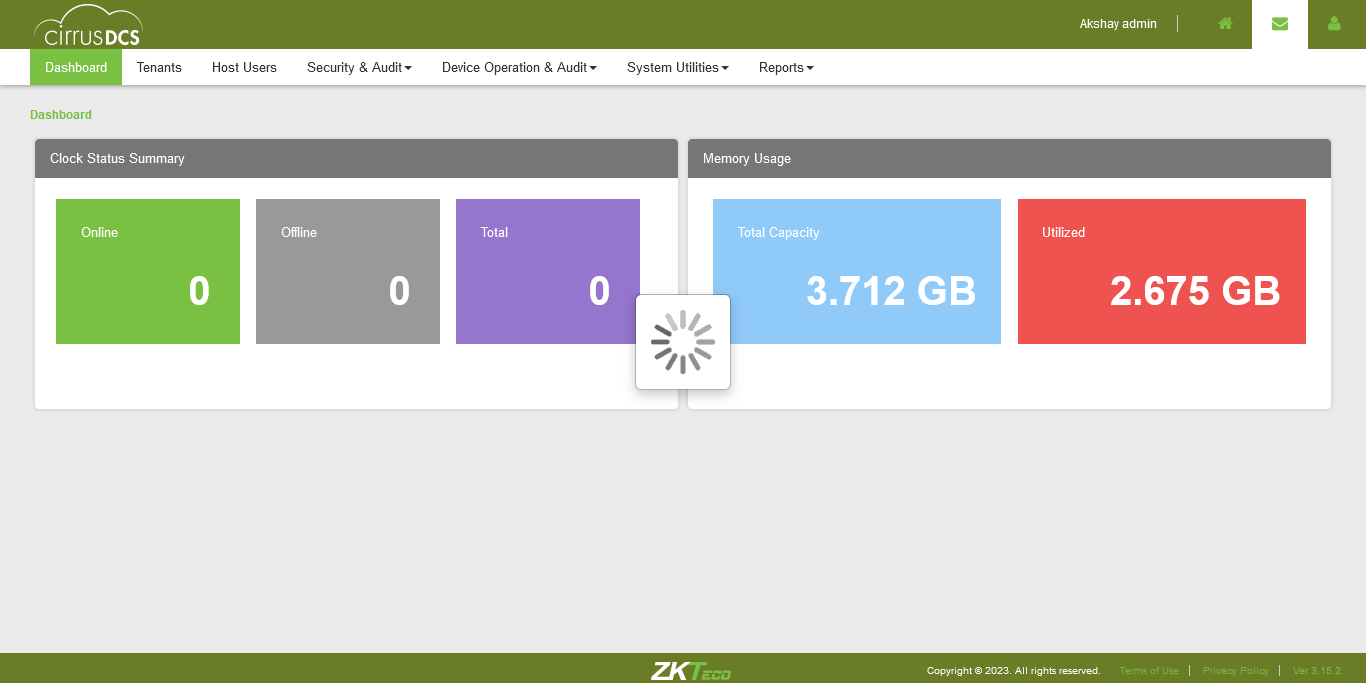 cirrusDCS
Akshay admin
Dashboard Tenants Host Users Security & Audit Device Operation & Audit System Utilities Reports
Dashboard
Clock Status Summary
Online
0
Offline
0
Total
0
Memory Usage
Total Capacity
3.712 GB
Utilized
2.675 GB
ZKTeco
Copyright © 2023. All rights reserved. Terms of Use Privacy Policy Ver 3.15.2